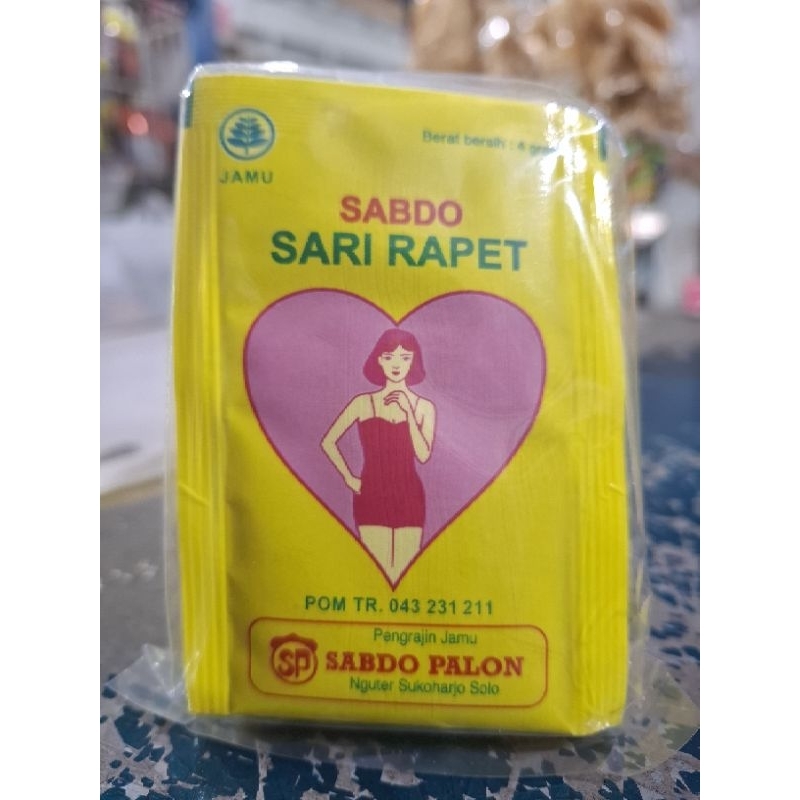 Berat bersih : 4 gram
JAMU
SABDO
SARI RAPET
POM TR. 043 231 211
Pengrajin Jamu
SP SABDO PALON
Nguter Sukoharjo Solo